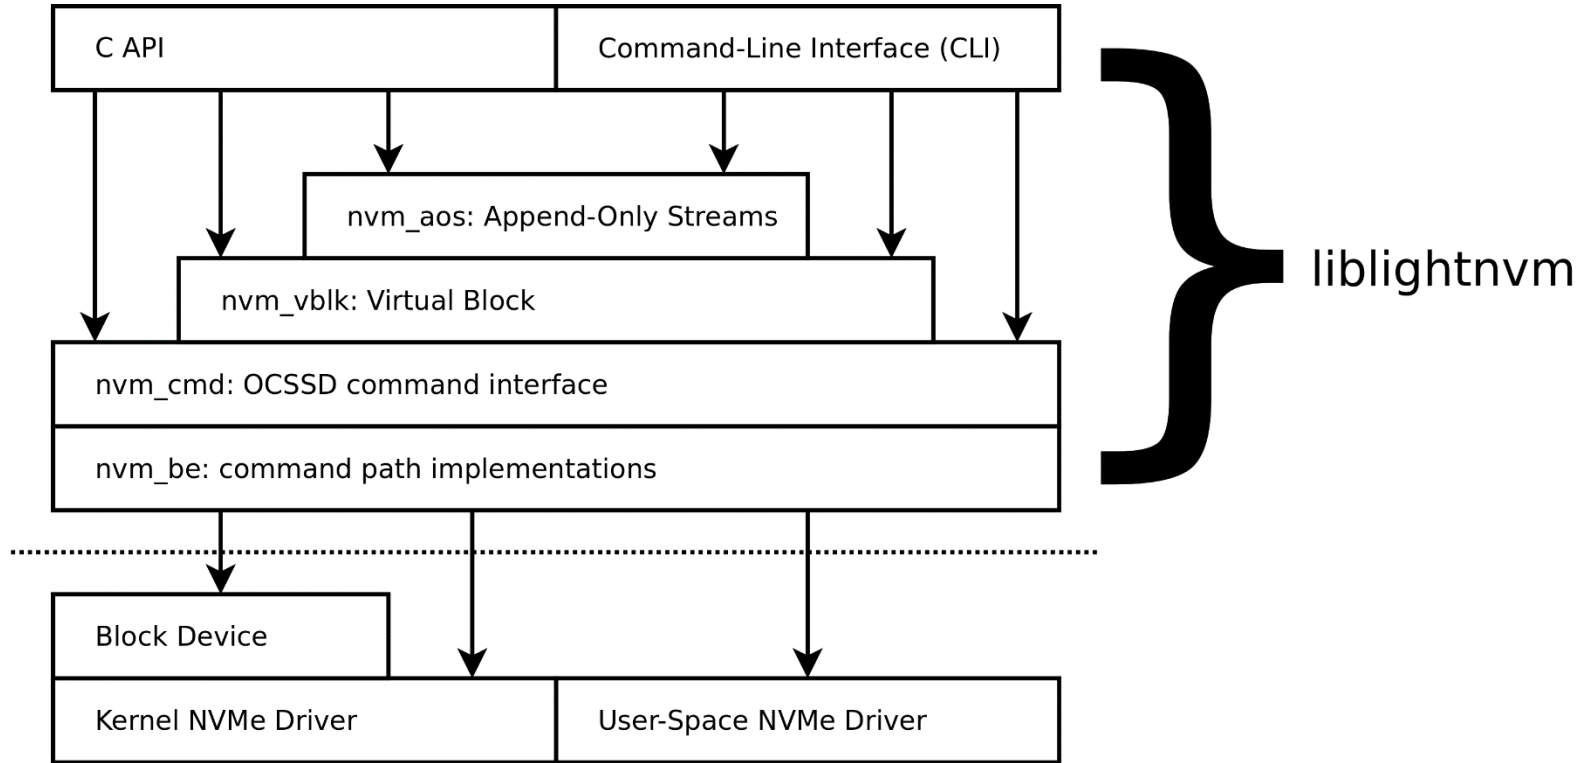 C API
Command-Line Interface (CLI)
nvm_aos: Append-Only Streams
nvm_vblk: Virtual Block
liblightnvm
nvm_cmd: OCSSD command interface
nvm_be: command path implementations
Block Device
Kernel NVMe Driver
User-Space NVMe Driver